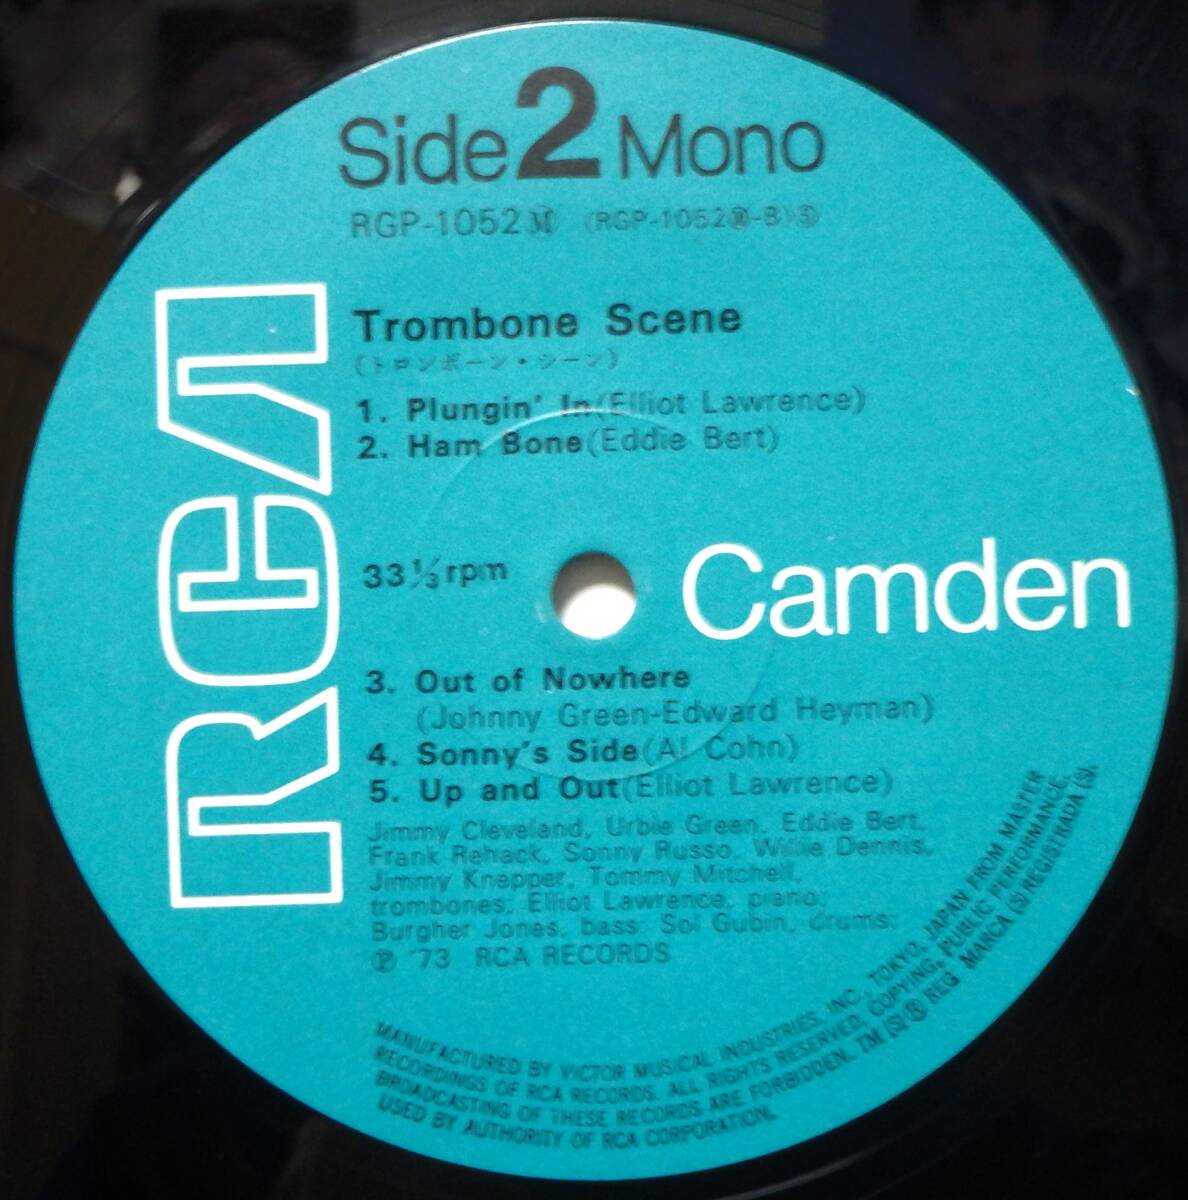 Side 2 Mono
RGP-1052 Ⓜ (RGP-1052Ⓜ-B) Ⓢ
Trombone Scene
(トロンボーン・シーン)
1. Plungin' In (Elliot Lawrence)
2. Ham Bone (Eddie Bert)
RCA
33 1/3 rpm
Camden
3. Out of Nowhere
(Johnny Green-Edward Heyman)
4. Sonny's Side (Al Cohn)
5. Up and Out (Elliot Lawrence)
Jimmy Cleveland, Urbie Green, Eddie Bert,
Frank Rehack, Sonny Russo, Willie Dennis,
Jimmy Knepper, Tommy Mitchell,
trombones; Elliot Lawrence, piano;
Burgher Jones, bass; Sol Gubin, drums;
Ⓟ '73 RCA RECORDS
MANUFACTURED BY VICTOR MUSICAL INDUSTRIES, INC., TOKYO, JAPAN FROM MASTER
RECORDINGS OF RCA RECORDS. ALL RIGHTS RESERVED. COPYING, PUBLIC PERFORMANCE,
BROADCASTING OF THESE RECORDS ARE FORBIDDEN. TM (S) ® REG MARCA (S) REGISTRADA (S).
USED BY AUTHORITY OF RCA CORPORATION.